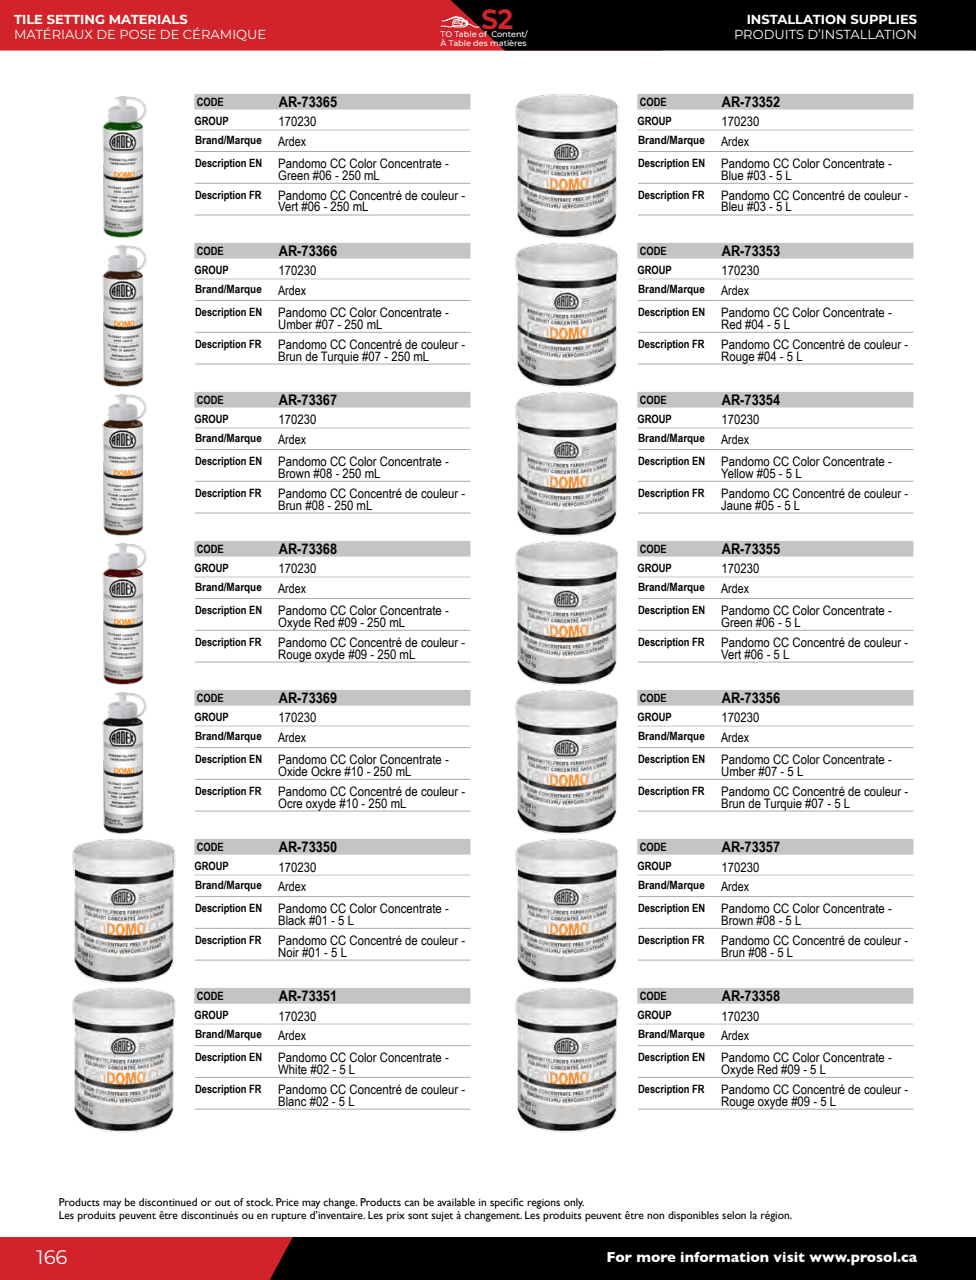 TILE SETTING MATERIALS
MATÉRIAUX DE POSE DE CÉRAMIQUE
S2
TO Table of Content/
À Table des matières
INSTALLATION SUPPLIES
PRODUITS D'INSTALLATION
CODE AR-73365
GROUP 170230
Brand/Marque Ardex
Description EN Pandomo CC Color Concentrate -
Green #06 - 250 mL
Description FR Pandomo CC Concentré de couleur -
Vert #06 - 250 mL
CODE AR-73366
GROUP 170230
Brand/Marque Ardex
Description EN Pandomo CC Color Concentrate -
Umber #07 - 250 mL
Description FR Pandomo CC Concentré de couleur -
Brun de Turquie #07 - 250 mL
CODE AR-73367
GROUP 170230
Brand/Marque Ardex
Description EN Pandomo CC Color Concentrate -
Brown #08 - 250 mL
Description FR Pandomo CC Concentré de couleur -
Brun #08 - 250 mL
CODE AR-73368
GROUP 170230
Brand/Marque Ardex
Description EN Pandomo CC Color Concentrate -
Oxyde Red #09 - 250 mL
Description FR Pandomo CC Concentré de couleur -
Rouge oxyde #09 - 250 mL
CODE AR-73369
GROUP 170230
Brand/Marque Ardex
Description EN Pandomo CC Color Concentrate -
Oxide Ockre #10 - 250 mL
Description FR Pandomo CC Concentré de couleur -
Ocre oxyde #10 - 250 mL
CODE AR-73350
GROUP 170230
Brand/Marque Ardex
Description EN Pandomo CC Color Concentrate -
Black #01 - 5 L
Description FR Pandomo CC Concentré de couleur -
Noir #01 - 5 L
CODE AR-73351
GROUP 170230
Brand/Marque Ardex
Description EN Pandomo CC Color Concentrate -
White #02 - 5 L
Description FR Pandomo CC Concentré de couleur -
Blanc #02 - 5 L
CODE AR-73352
GROUP 170230
Brand/Marque Ardex
Description EN Pandomo CC Color Concentrate -
Blue #03 - 5 L
Description FR Pandomo CC Concentré de couleur -
Bleu #03 - 5 L
CODE AR-73353
GROUP 170230
Brand/Marque Ardex
Description EN Pandomo CC Color Concentrate -
Red #04 - 5 L
Description FR Pandomo CC Concentré de couleur -
Rouge #04 - 5 L
CODE AR-73354
GROUP 170230
Brand/Marque Ardex
Description EN Pandomo CC Color Concentrate -
Yellow #05 - 5 L
Description FR Pandomo CC Concentré de couleur -
Jaune #05 - 5 L
CODE AR-73355
GROUP 170230
Brand/Marque Ardex
Description EN Pandomo CC Color Concentrate -
Green #06 - 5 L
Description FR Pandomo CC Concentré de couleur -
Vert #06 - 5 L
CODE AR-73356
GROUP 170230
Brand/Marque Ardex
Description EN Pandomo CC Color Concentrate -
Umber #07 - 5 L
Description FR Pandomo CC Concentré de couleur -
Brun de Turquie #07 - 5 L
CODE AR-73357
GROUP 170230
Brand/Marque Ardex
Description EN Pandomo CC Color Concentrate -
Brown #08 - 5 L
Description FR Pandomo CC Concentré de couleur -
Brun #08 - 5 L
CODE AR-73358
GROUP 170230
Brand/Marque Ardex
Description EN Pandomo CC Color Concentrate -
Oxyde Red #09 - 5 L
Description FR Pandomo CC Concentré de couleur -
Rouge oxyde #09 - 5 L
Products may be discontinued or out of stock. Price may change. Products can be available in specific regions only.
Les produits peuvent être discontinués ou en rupture d'inventaire. Les prix sont sujet à changement. Les produits peuvent être non disponibles selon la région.
166
For more information visit www.prosol.ca